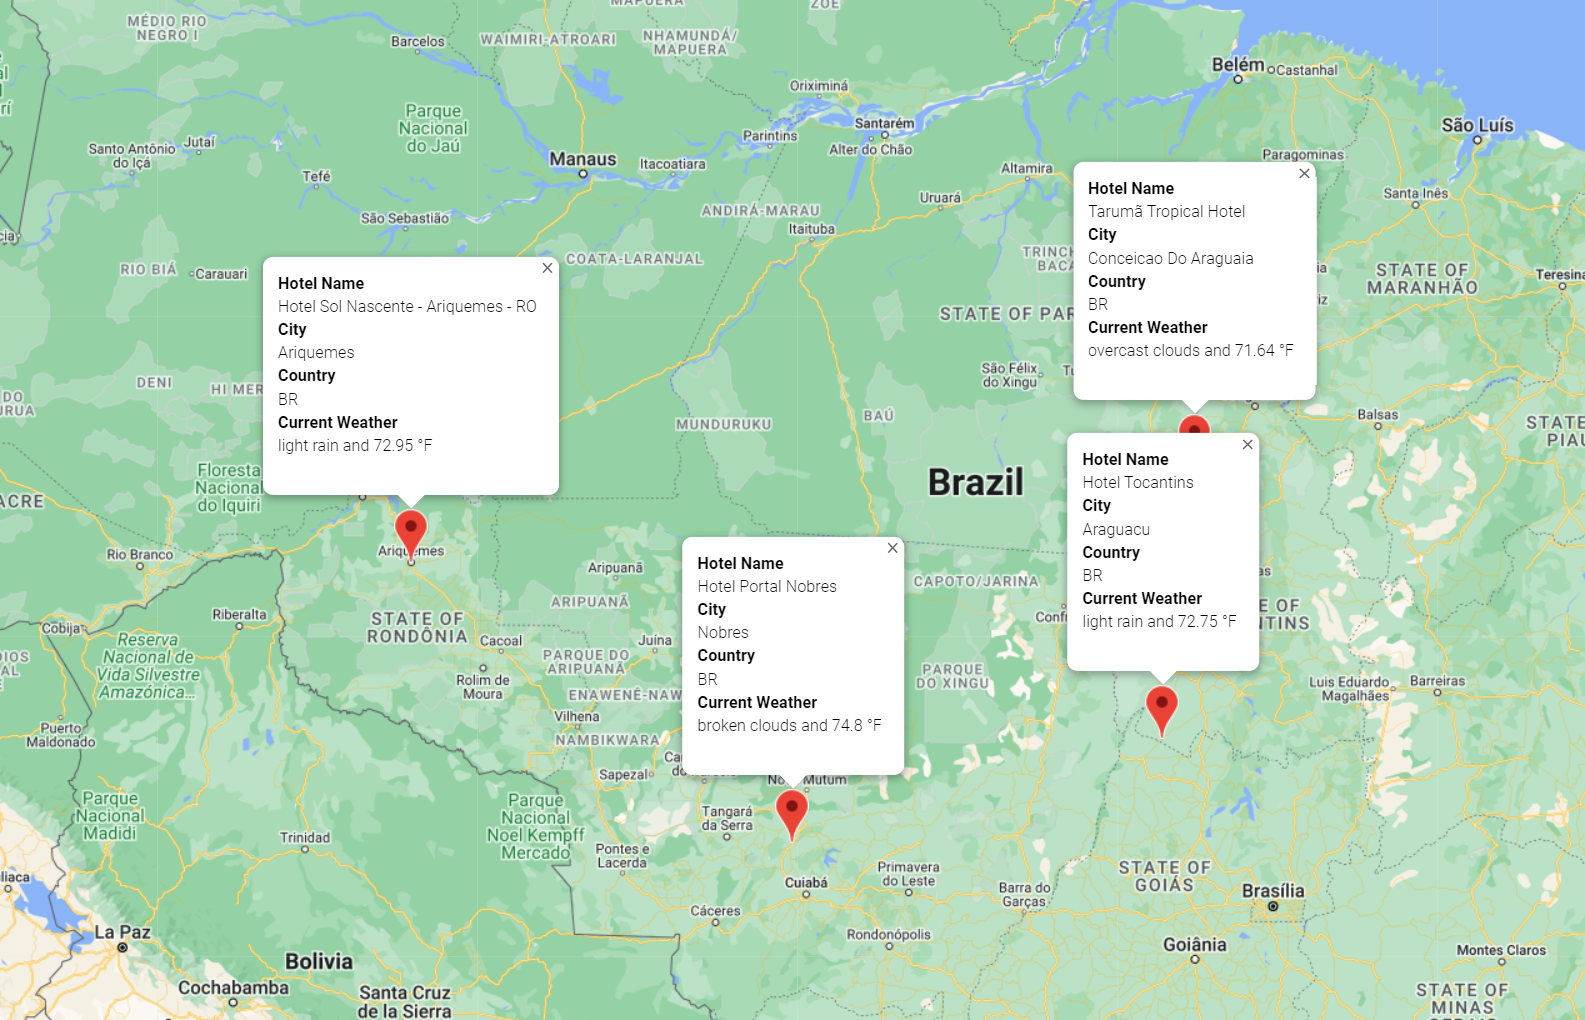 MÉDIO RIO
NEGRO I
Barcelos
WAIMIRI-ATROARI
NHAMUNDÁ/
MAPUERA
MAPUERA
ZOE
Belém
Castanhal
Parque
Nacional
do Jaú
Oriximiná
Santarém
Parintins
Alter do Chão
São Luís
Santo Antônio
do Içá
Jutaí
Tefé
Manaus
Itacoatiara
Altamira
Paragominas
Santa Inês
Uruará
São Sebastião
ANDIRÁ-MARAU
Itaituba
RIO BIÁ
Carauari
COATA-LARANJAL
TRINCH
BACA
STATE OF
MARANHÃO
Teresina
STATE OF PAR
Hotel Name
Hotel Sol Nascente - Ariquemes - RO
City
Ariquemes
Country
BR
Current Weather
light rain and 72.95 °F
Hotel Name
Tarumã Tropical Hotel
City
Conceicao Do Araguaia
Country
BR
Current Weather
overcast clouds and 71.64 °F
DENI
HI MER
São Félix
do Xingu
MUNDURUKU
BAÚ
Balsas
STATE
PIAU
Brazil
Floresta
Nacional
do Iquiri
ACRE
Rio Branco
Ariquemes
Hotel Name
Hotel Tocantins
City
Araguacu
Country
BR
Current Weather
light rain and 72.75 °F
Hotel Name
Hotel Portal Nobres
City
Nobres
Country
BR
Current Weather
broken clouds and 74.8 °F
Aripuanã
ARIPUANÃ
CAPOTO/JARINA
Riberalta
Cobija
STATE OF
RONDÔNIA
Cacoal
Juína
Confr
E OF
NTINS
Reserva
Nacional de
Vida Silvestre
Amazónica...
PARQUE DO
ARIPUANÃ
PARQUE
DO XINGU
Rolim de
Moura
ENAWENÊ-NAW
Luis Eduardo
Magalhães
Barreiras
Puerto
Maldonado
Vilhena
NAMBIKWARA
Sapezal
Mutum
Parque
Nacional
Madidi
Parque
Nacional
Noel Kempff
Mercado
Tangará
da Serra
Trinidad
Pontes e
Lacerda
Cuiabá
Primavera
do Leste
Barra do
Garças
STATE OF
GOIÁS
Brasília
Cáceres
La Paz
Rondonópolis
Goiânia
Montes Claros
Bolivia
Cochabamba
Santa Cruz
de la Sierra
STATE OF
MINAS